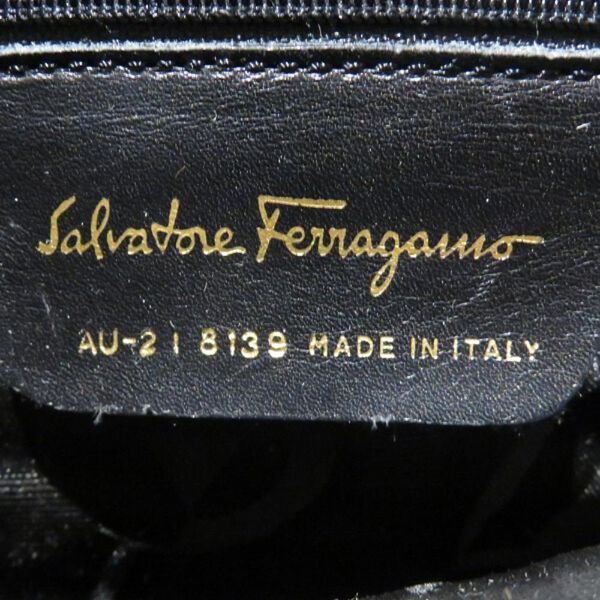 Salvatore Ferragamo
AU-21 8139 MADE IN ITALY